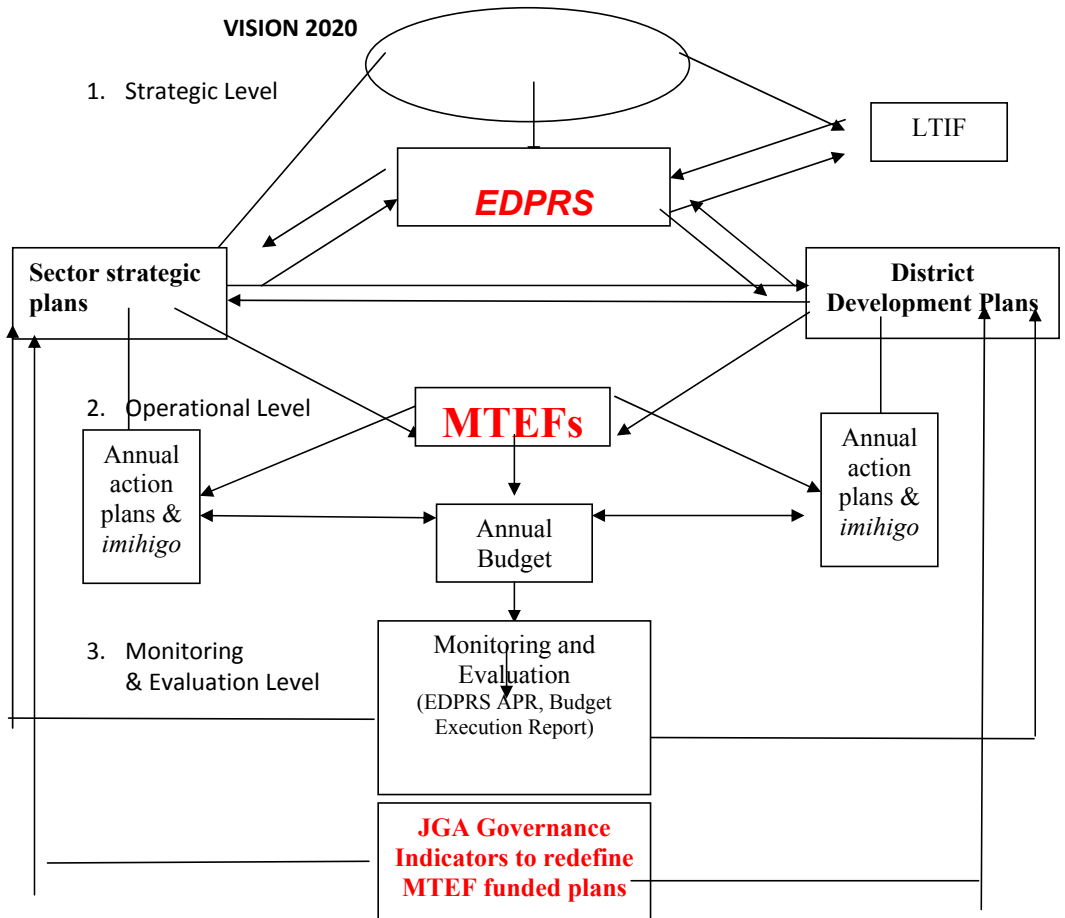 VISION 2020
1. Strategic Level
LTIF
EDPRS
Sector strategic
plans
District
Development Plans
2. Operational Level
MTEFs
Annual
action
plans &
imihigo
Annual
Budget
Annual
action
plans &
imihigo
3. Monitoring
& Evaluation Level
Monitoring and
Evaluation
(EDPRS APR, Budget
Execution Report)
JGA Governance
Indicators to redefine
MTEF funded plans